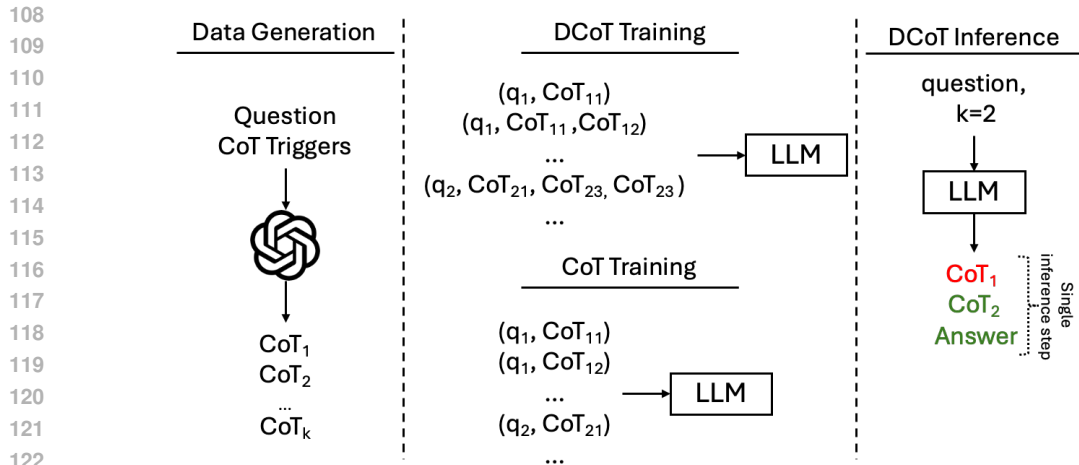 108
109
110
111
112
113
114
115
116
117
118
119
120
121
122
Data Generation
Question
CoT Triggers
CoT₁
CoT₂
...
CoTₖ
DCoT Training
(q₁, CoT₁₁)
(q₁, CoT₁₁ ,CoT₁₂)
...
(q₂, CoT₂₁, CoT₂₃, CoT₂₃)
...
LLM
CoT Training
(q₁, CoT₁₁)
(q₁, CoT₁₂)
...
(q₂, CoT₂₁)
...
LLM
DCoT Inference
question,
k=2
LLM
CoT₁
CoT₂
Answer
Single
inference step